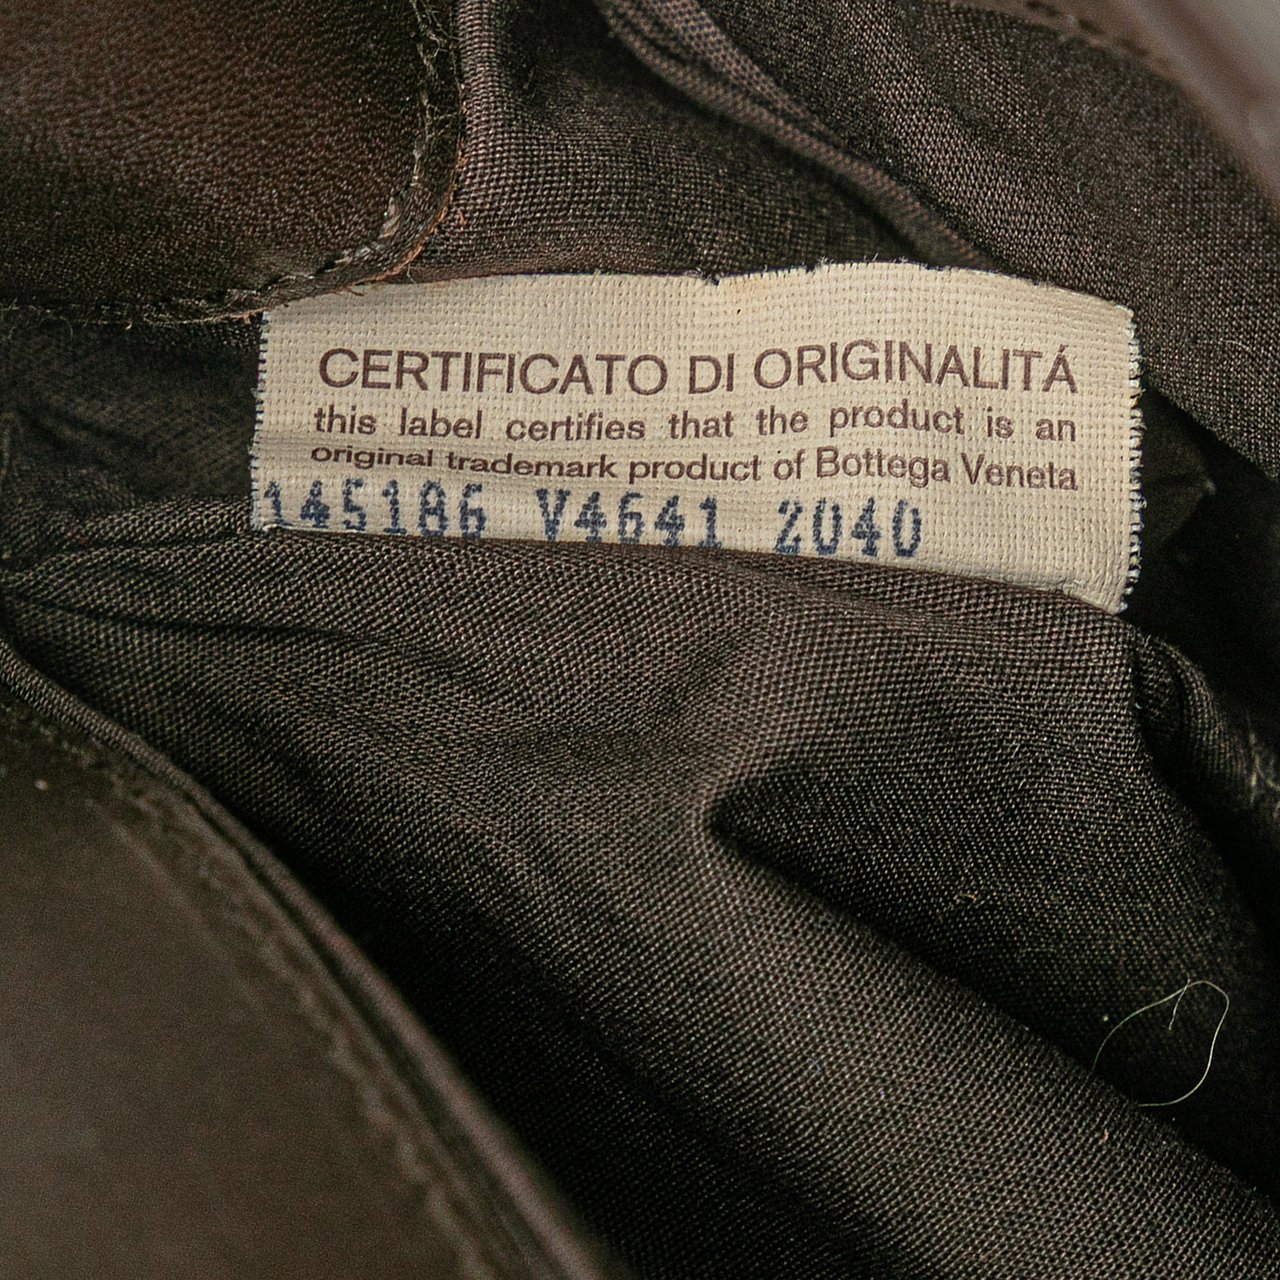 CERTIFICATO DI ORIGINALITÁ
this label certifies that the product is an
original trademark product of Bottega Veneta
145186 V4641 2040